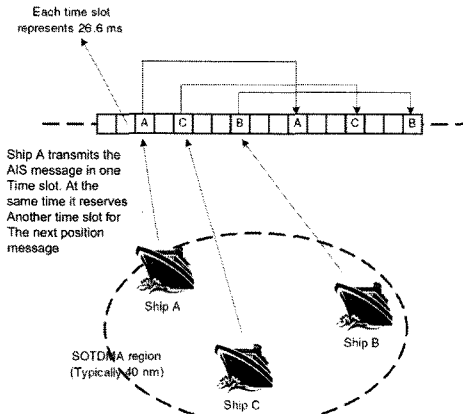 Each time slot
represents 26.6 ms
A C B A C B
Ship A transmits the
AIS message in one
Time slot. At the
same time it reserves
Another time slot for
The next position
message
Ship A
Ship B
SOTDMA region
(Typically 40 nm)
Ship C